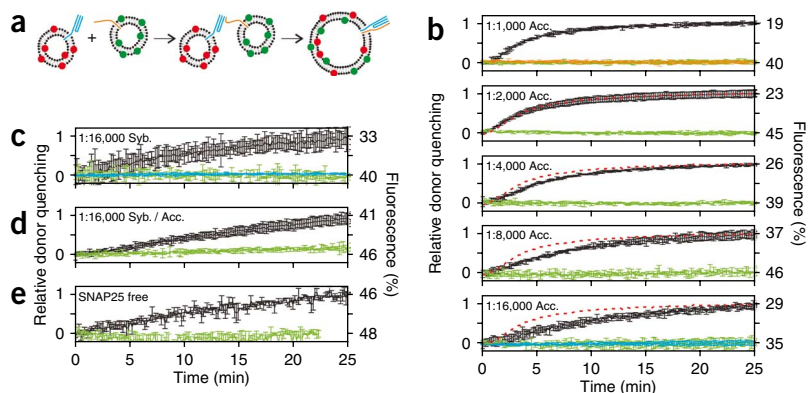 a
+
b
1:1,000 Acc.
1
0
19
40
1:2,000 Acc.
1
0
23
45
1:4,000 Acc.
1
0
26
39
1:8,000 Acc.
1
0
37
46
1:16,000 Acc.
1
0
29
35
0 5 10 15 20 25
Time (min)
Relative donor quenching
Fluorescence (%)
c
1:16,000 Syb.
1
0
33
40
d
1:16,000 Syb. / Acc.
1
0
41
46
e
SNAP25 free
1
0
46
48
0 5 10 15 20 25
Time (min)
Relative donor quenching
Fluorescence (%)